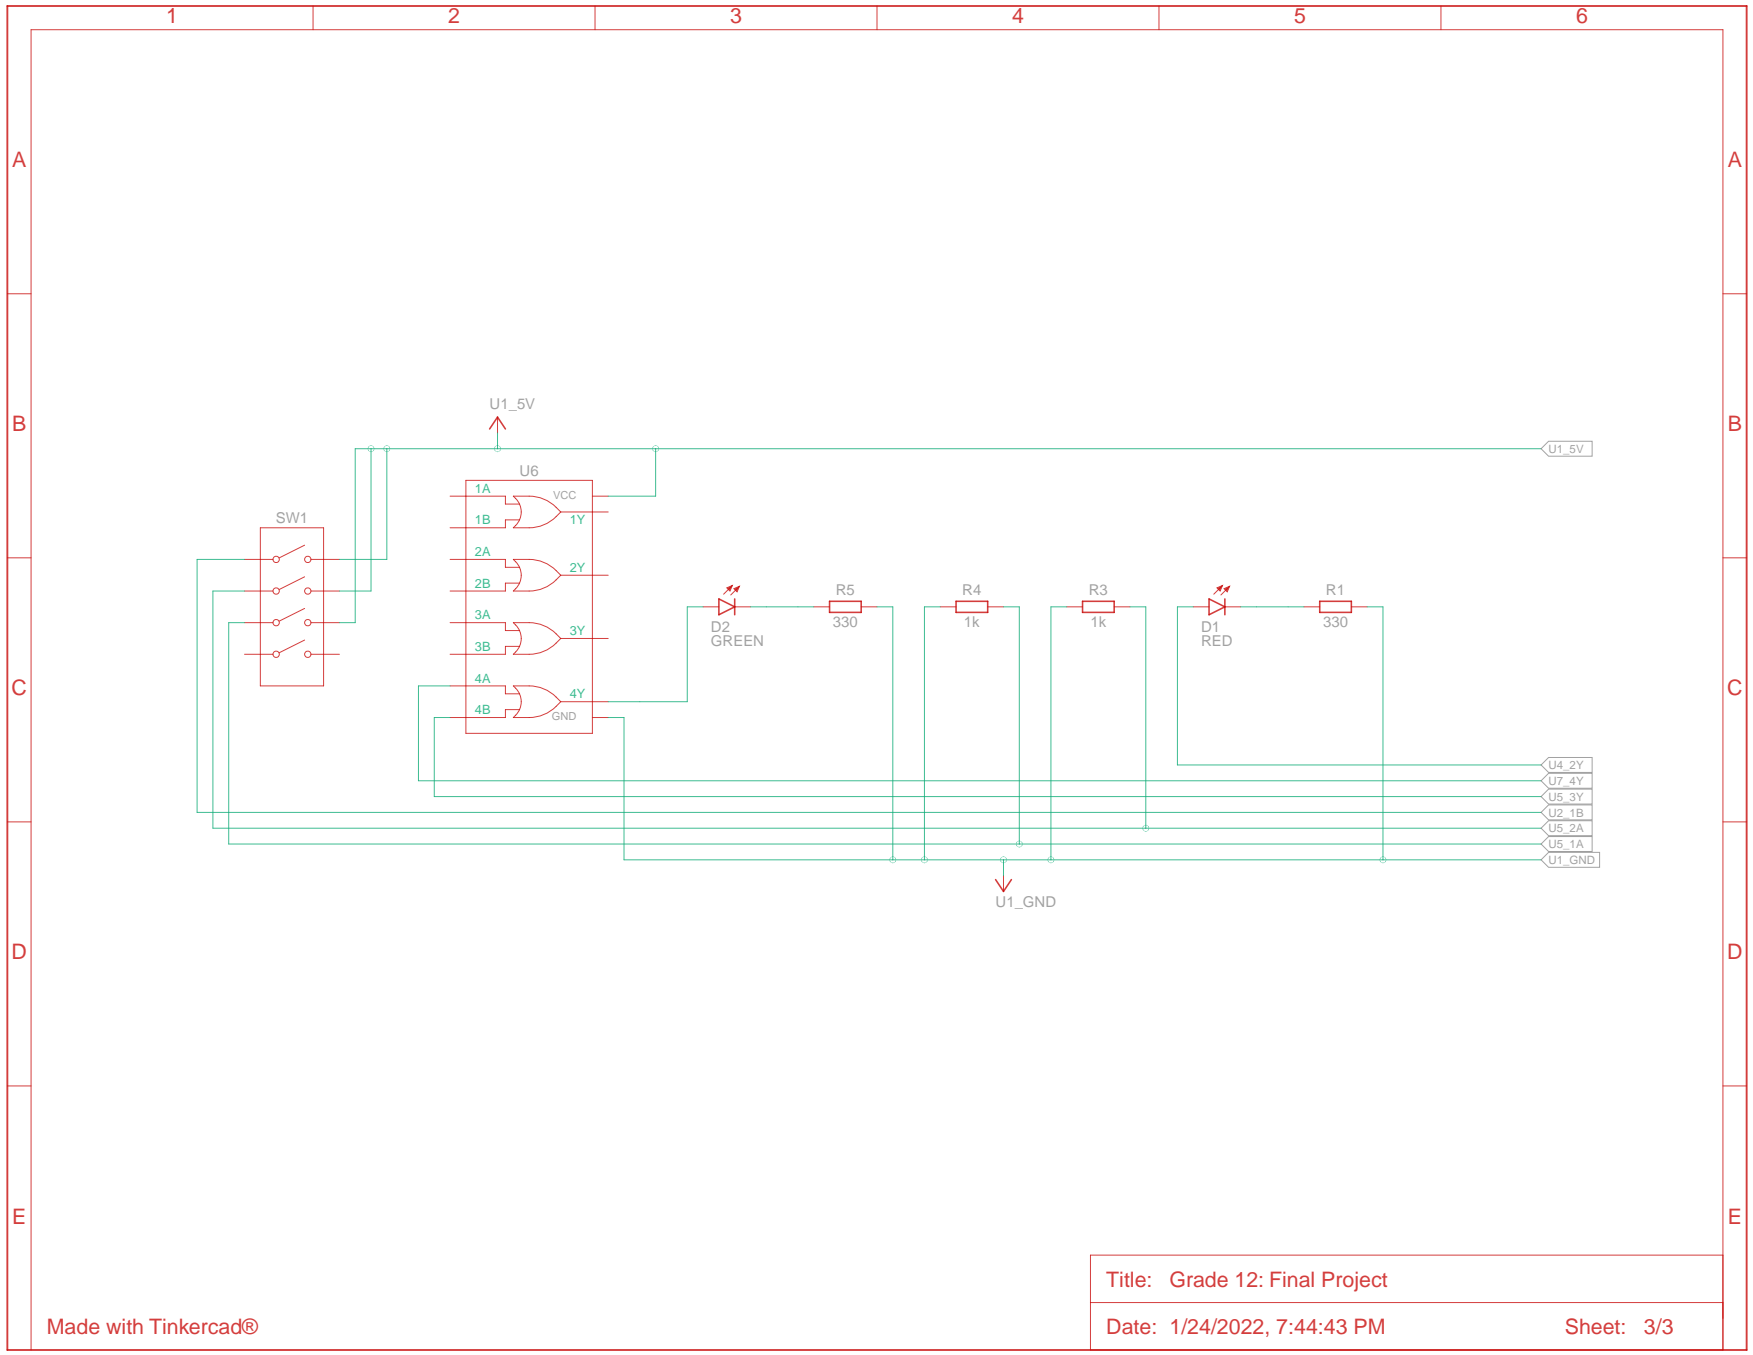 1 2 3 4 5 6
A A
U1_5V
B B
U1_5V
U6
1A VCC
SW1
1B 1Y
2A
2Y
2B R5 R4 R3 R1
3A
330 1k 1k 330
D2 D1
3Y
GREEN RED
3B
4A
C C
4Y
4B GND
U4_2Y
U7_4Y
U5_3Y
U2_1B
U5_2A
U5_1A
U1_GND
U1_GND
D D
E E
Title: Grade 12: Final Project
Made with Tinkercad®
Date: 1/24/2022, 7:44:43 PM Sheet: 3/3